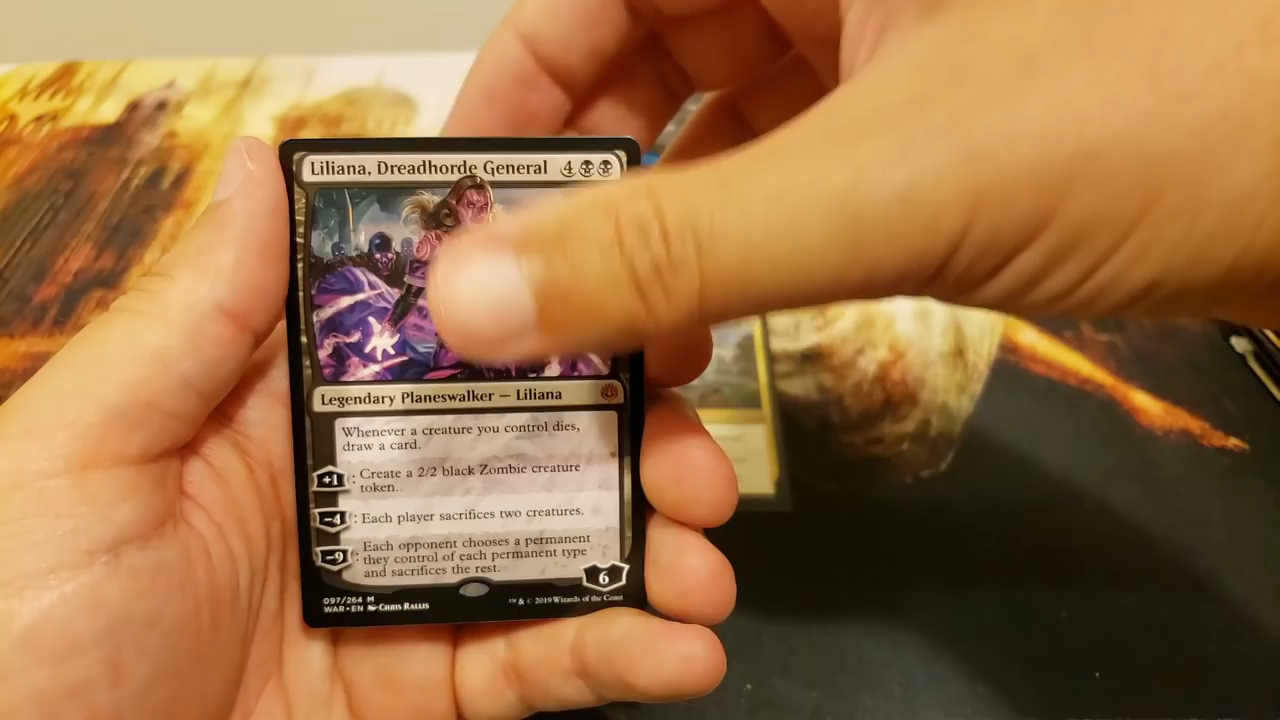 Liliana, Dreadhorde General 4
Legendary Planeswalker — Liliana
Whenever a creature you control dies,
draw a card.
+1 : Create a 2/2 black Zombie creature
token.
-4 : Each player sacrifices two creatures.
-9 : Each opponent chooses a permanent
they control of each permanent type
and sacrifices the rest.
6
097/264 M
WAR • EN Chris Rallis
™ & © 2019 Wizards of the Coast